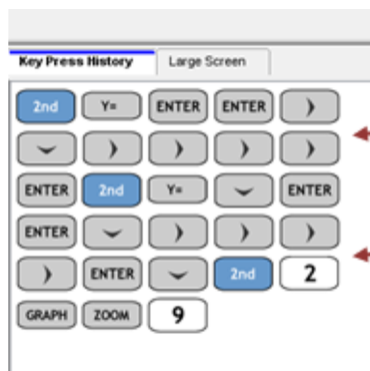 Key Press History Large Screen
2nd Y= ENTER ENTER
ENTER 2nd Y= ENTER
ENTER
ENTER 2nd 2
GRAPH ZOOM 9